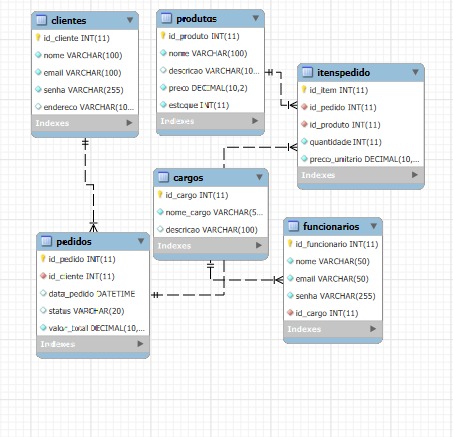 clientes
id_cliente INT(11)
nome VARCHAR(100)
email VARCHAR(100)
senha VARCHAR(255)
endereco VARCHAR(10...
produtas
id_produto INT(11)
nome VARCHAR(100)
descricao VARCHAR(10...
preco DECIMAL(10,2)
estoque INT(11)
Indexes
itenspedido
id_item INT(11)
id_pedido INT(11)
id_produto INT(11)
quantidade INT(11)
preco_unitario DECIMAL(10,...
Indexes
cargos
id_cargo INT(11)
nome_cargo VARCHAR(5...
descricao VARCHAR(100)
Indexes
pedidos
id_pedido INT(11)
id_ciente INT(11)
data_pedido DATETIME
status VARCHAR(20)
valor_total DECIMAL(10,...
Indexes
funcionarios
id_funcionario INT(11)
nome VARCHAR(50)
email VARCHAR(50)
senha VARCHAR(255)
id_cargo INT(11)
Indexes
Indexes